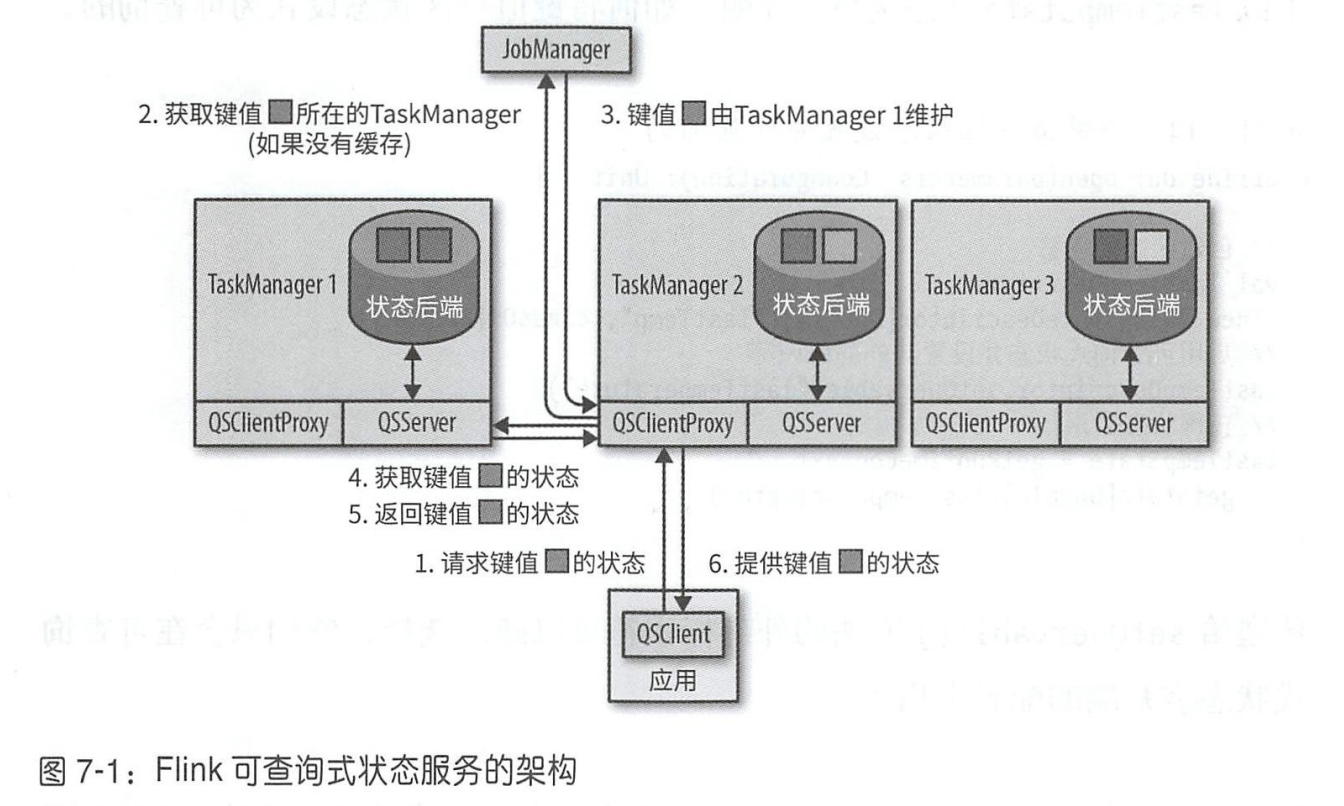 JobManager
2. 获取键值所在的TaskManager
(如果没有缓存)
3. 键值由TaskManager 1维护
TaskManager 1
状态后端
QSClientProxy
QSServer
TaskManager 2
状态后端
QSClientProxy
QSServer
TaskManager 3
状态后端
QSClientProxy
QSServer
4. 获取键值的状态
5. 返回键值的状态
1. 请求键值的状态
6. 提供键值的状态
QSClient
应用
图 7-1：Flink 可查询式状态服务的架构